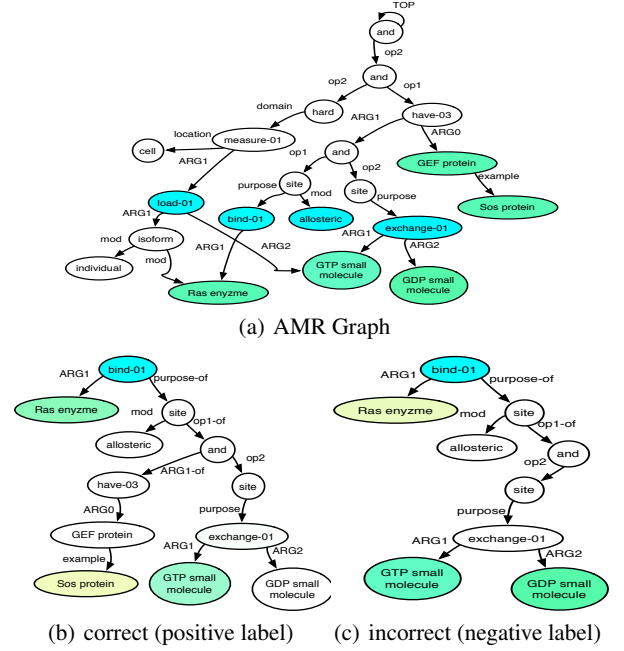 TOP
and
op2
and
op2
op1
domain
hard
have-03
location
measure-01
ARG1
ARG0
cell
and
GEF protein
ARG1
op1
op2
example
purpose
site
mod
site
purpose
Sos protein
load-01
bind-01
allosteric
exchange-01
ARG1
mod
isoform
ARG1
ARG2
ARG1
ARG2
individual
mod
GTP small
molecule
GDP small
molecule
Ras enyzme
(a) AMR Graph
bind-01
ARG1
purpose-of
Ras enyzme
mod
site
op1-of
allosteric
and
ARG1-of
op2
have-03
site
ARG0
purpose
GEF protein
exchange-01
example
ARG1
ARG2
Sos protein
GTP small
molecule
GDP small
molecule
(b) correct (positive label)
bind-01
ARG1
purpose-of
Ras enyzme
mod
site
op1-of
allosteric
and
op2
site
purpose
exchange-01
ARG1
ARG2
GTP small
molecule
GDP small
molecule
(c) incorrect (negative label)